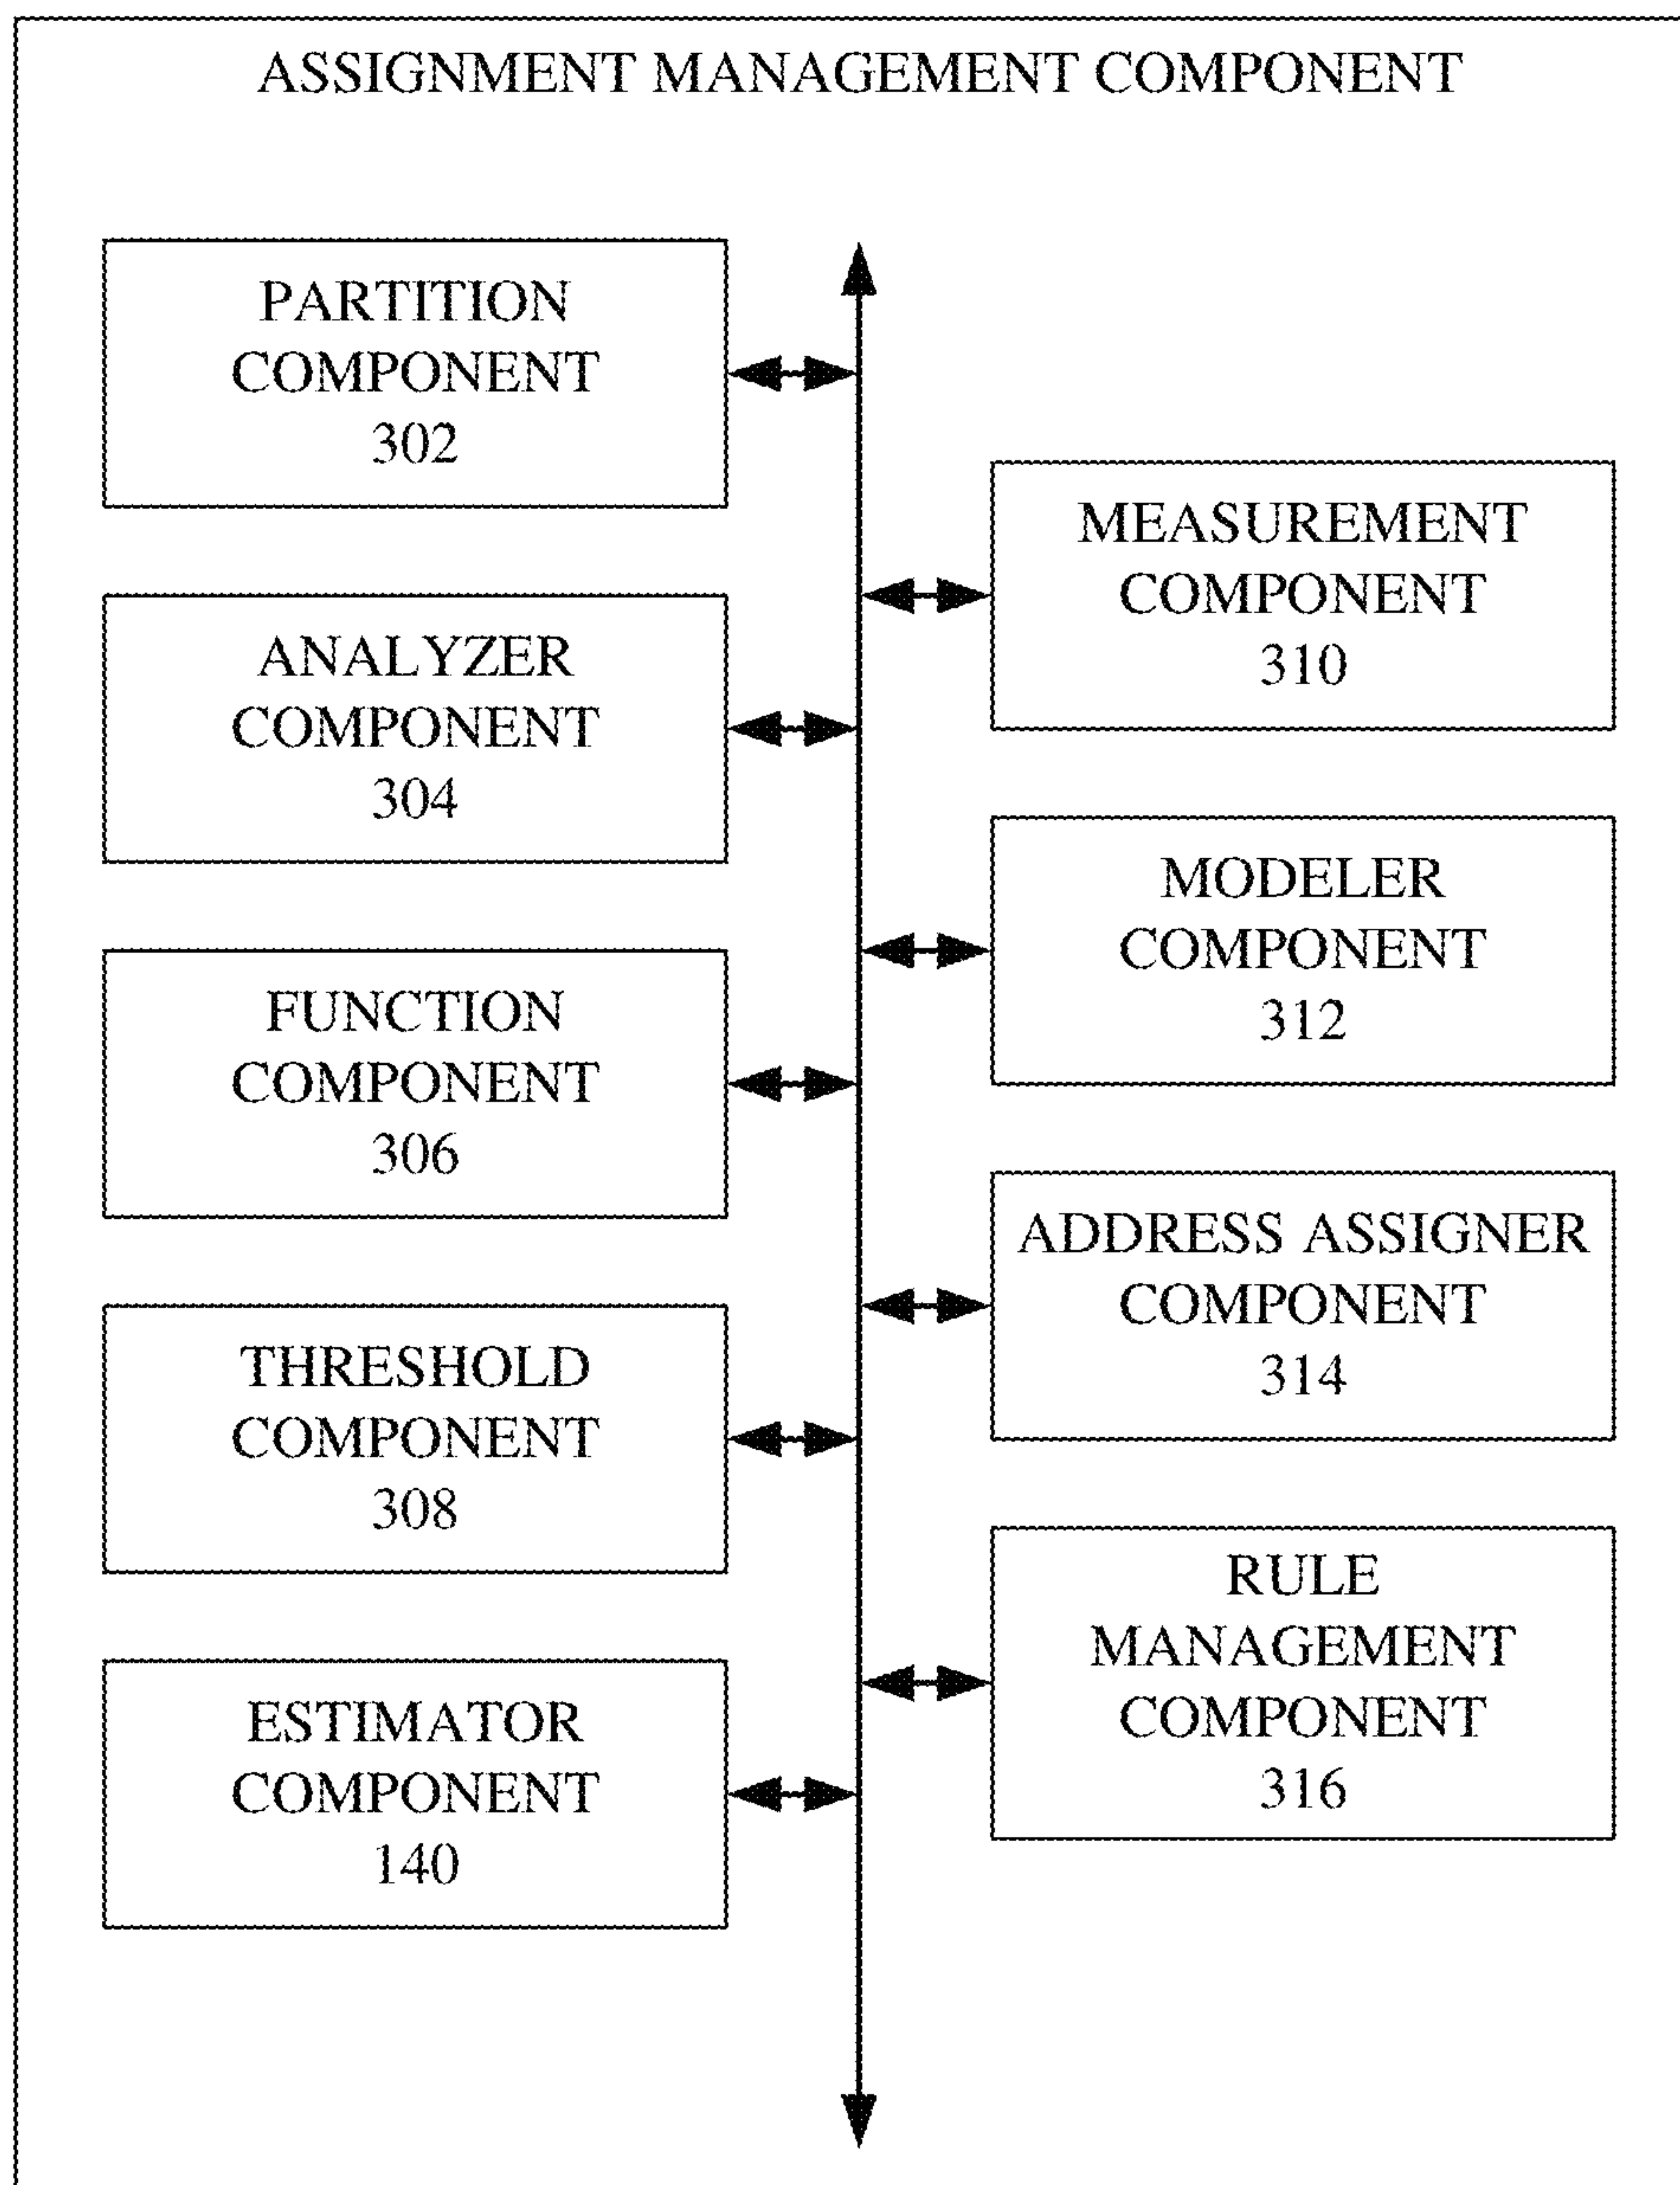 ASSIGNMENT MANAGEMENT COMPONENT
PARTITION
COMPONENT
302
ANALYZER
COMPONENT
304
FUNCTION
COMPONENT
306
THRESHOLD
COMPONENT
308
ESTIMATOR
COMPONENT
140
MEASUREMENT
COMPONENT
310
MODELER
COMPONENT
312
ADDRESS ASSIGNER
COMPONENT
314
RULE
MANAGEMENT
COMPONENT
316